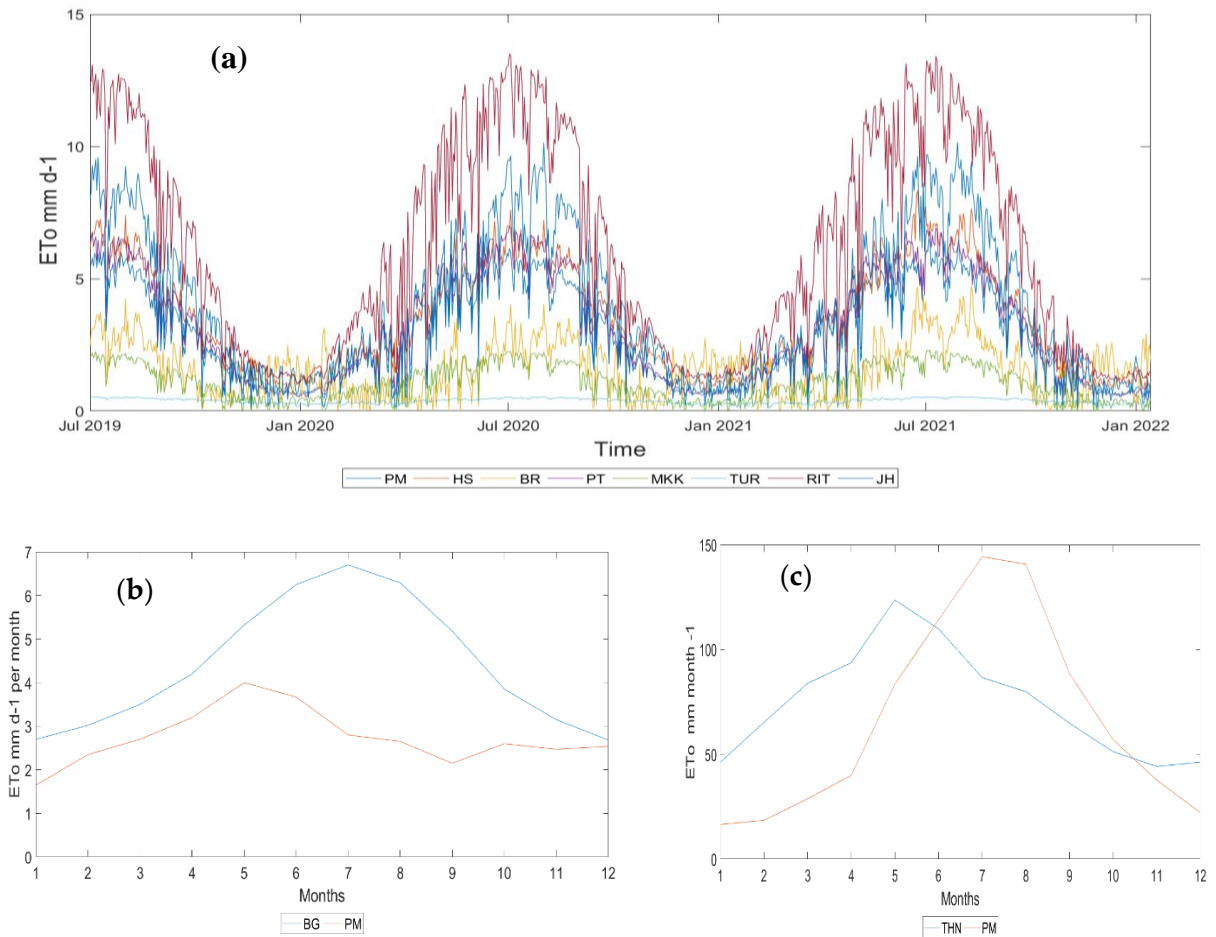 (a)
15
10
5
0
ETo mm d-1
Jul 2019 Jan 2020 Jul 2020 Jan 2021 Jul 2021 Jan 2022
Time
PM HS BR PT MKK TUR RIT JH
(b)
7
6
5
4
3
2
1
0
ETo mm d-1 per month
1 2 3 4 5 6 7 8 9 10 11 12
Months
BG PM
(c)
150
100
50
0
ETo mm month -1
1 2 3 4 5 6 7 8 9 10 11 12
Months
THN PM